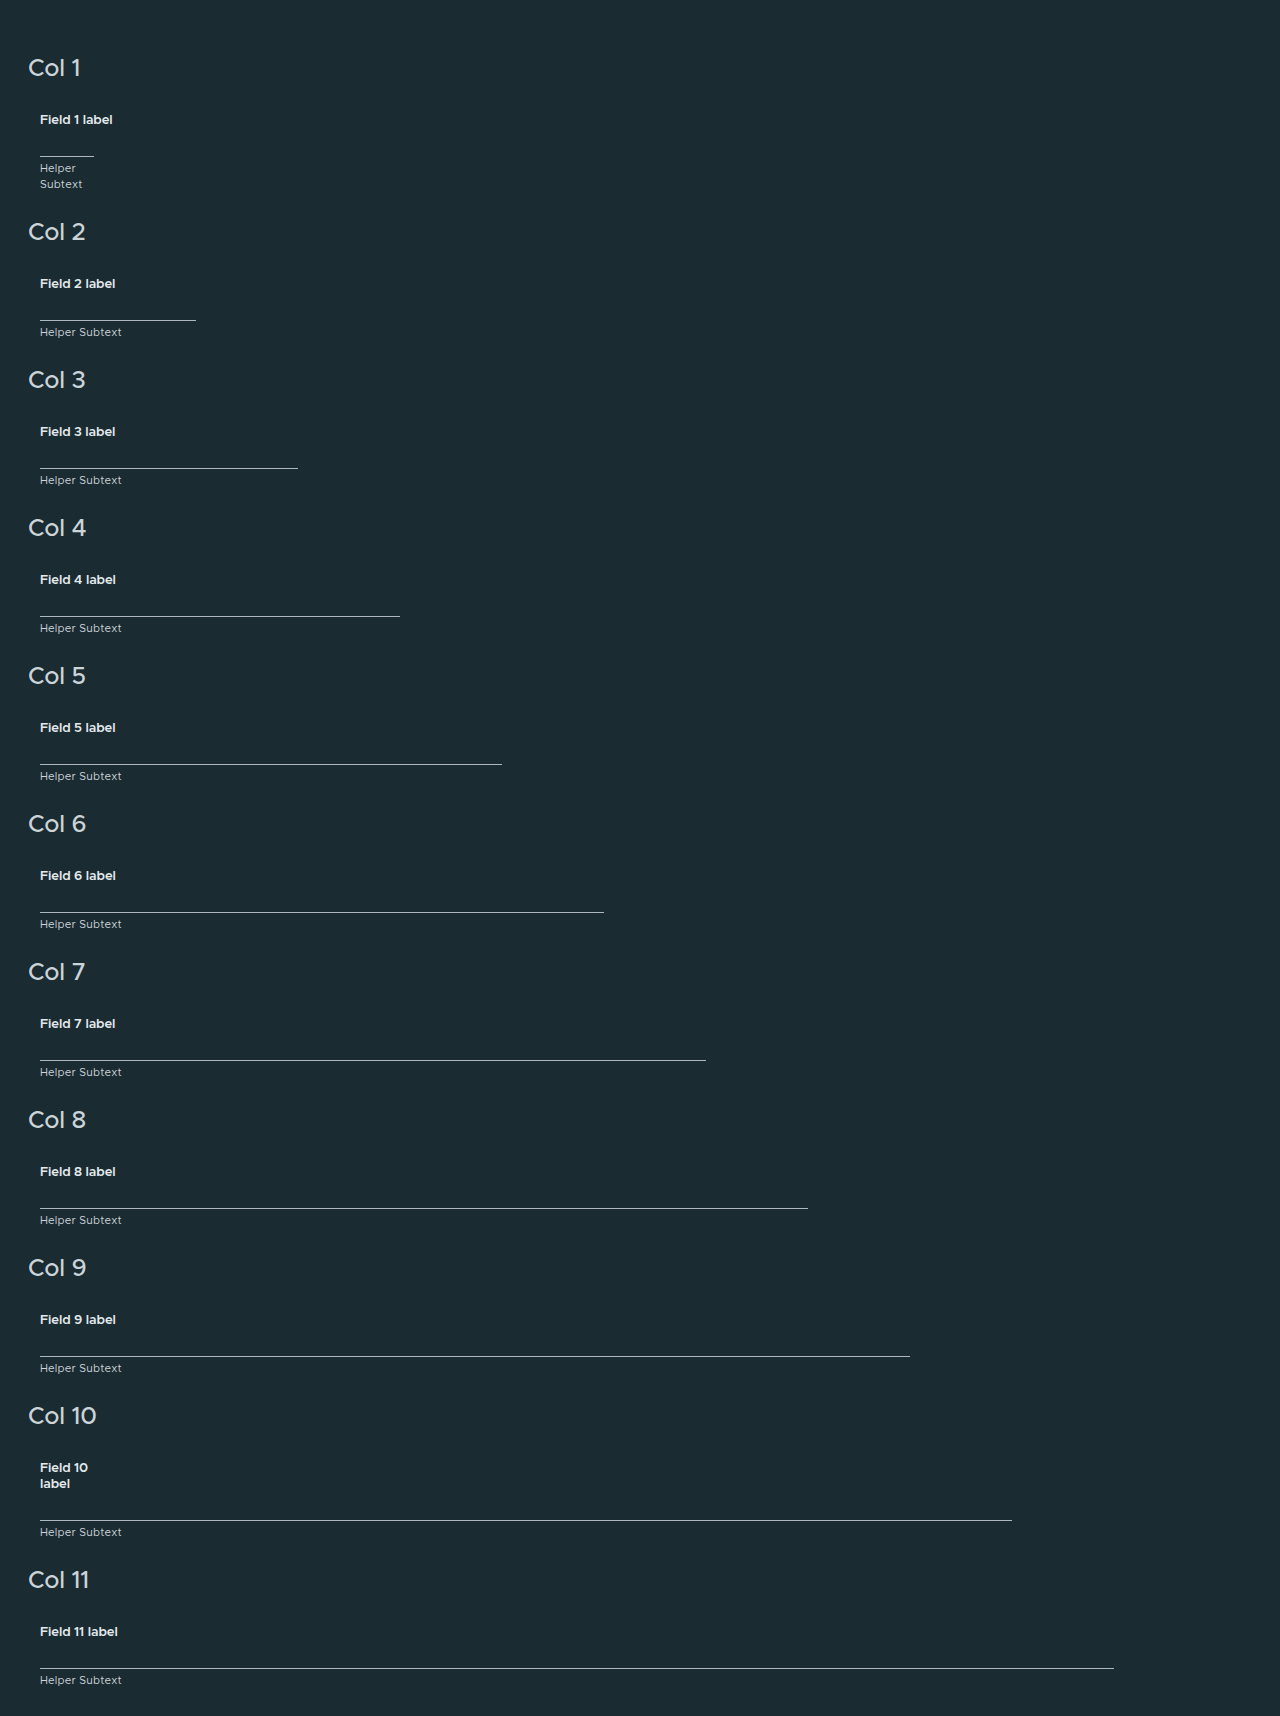 Col 1
Field 1 label
Helper
Subtext
Col 2
Field 2 label
Helper Subtext
Col 3
Field 3 label
Helper Subtext
Col 4
Field 4 label
Helper Subtext
Col 5
Field 5 label
Helper Subtext
Col 6
Field 6 label
Helper Subtext
Col 7
Field 7 label
Helper Subtext
Col 8
Field 8 label
Helper Subtext
Col 9
Field 9 label
Helper Subtext
Col 10
Field 10
label
Helper Subtext
Col 11
Field 11 label
Helper Subtext